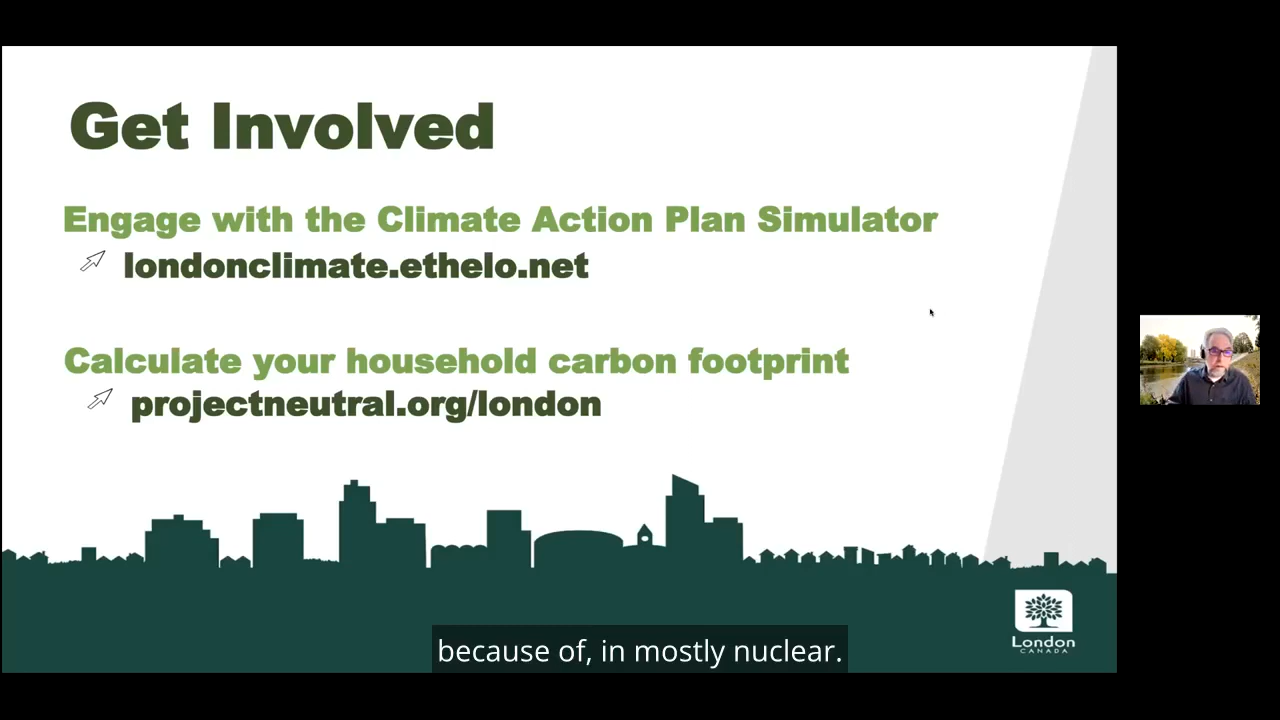 Get Involved
Engage with the Climate Action Plan Simulator
londonclimate.ethelo.net
Calculate your household carbon footprint
projectneutral.org/london
London
CANADA
because of, in mostly nuclear.